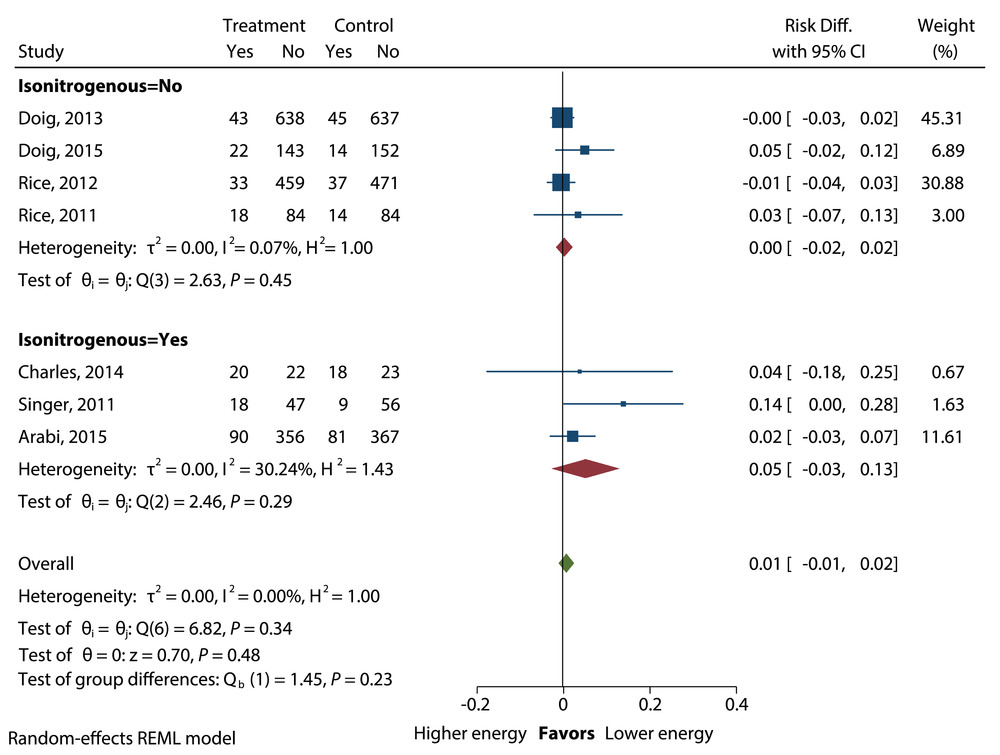 Treatment Control Risk Diff. Weight
Study Yes No Yes No with 95% CI (%)
Isonitrogenous=No
Doig, 2013 43 638 45 637 -0.00 [ -0.03, 0.02] 45.31
Doig, 2015 22 143 14 152 0.05 [ -0.02, 0.12] 6.89
Rice, 2012 33 459 37 471 -0.01 [ -0.04, 0.03] 30.88
Rice, 2011 18 84 14 84 0.03 [ -0.07, 0.13] 3.00
Heterogeneity: τ² = 0.00, I²= 0.07%, H²= 1.00 0.00 [ -0.02, 0.02]
Test of θᵢ = θⱼ: Q(3) = 2.63, P = 0.45
Isonitrogenous=Yes
Charles, 2014 20 22 18 23 0.04 [ -0.18, 0.25] 0.67
Singer, 2011 18 47 9 56 0.14 [ 0.00, 0.28] 1.63
Arabi, 2015 90 356 81 367 0.02 [ -0.03, 0.07] 11.61
Heterogeneity: τ² = 0.00, I² = 30.24%, H² = 1.43 0.05 [ -0.03, 0.13]
Test of θᵢ = θⱼ: Q(2) = 2.46, P = 0.29
Overall 0.01 [ -0.01, 0.02]
Heterogeneity: τ² = 0.00, I² = 0.00%, H² = 1.00
Test of θᵢ = θⱼ: Q(6) = 6.82, P = 0.34
Test of θ = 0: z = 0.70, P = 0.48
Test of group differences: Q_b (1) = 1.45, P = 0.23
-0.2 0 0.2 0.4
Higher energy Favors Lower energy
Random-effects REML model